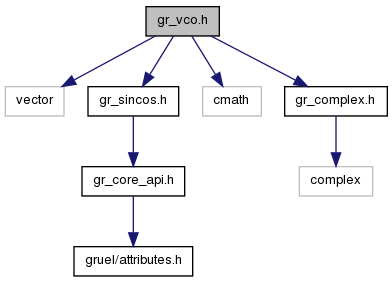 gr_vco.h
vector
gr_sincos.h
cmath
gr_complex.h
gr_core_api.h
complex
gruel/attributes.h